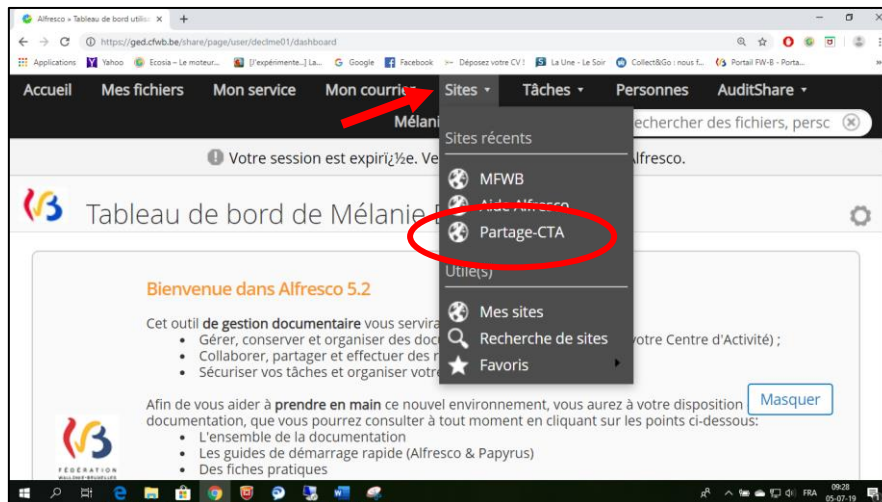 Alfresco » Tableau de bord utilis
https://ged.cfwb.be/share/page/user/declme01/dashboard
Applications Yahoo Ecosia – Le moteur... [J'expérimente...] La... Google Facebook Déposez votre CV ! La Une - Le Soir Collect&Go : nous f... Portail FW-B - Porta...
Accueil Mes fichiers Mon service Mon courrier Sites Tâches Personnes AuditShare
Mélani
echercher des fichiers, persc
Votre session est expirï¿½e. Ve
lfresco.
Tableau de bord de Mélanie
Sites récents
MFWB
Aide Alfresco
Partage-CTA
Utile(s)
Mes sites
Recherche de sites
Favoris
Bienvenue dans Alfresco 5.2
Cet outil de gestion documentaire vous servira
• Gérer, conserver et organiser des doc
votre Centre d'Activité) ;
• Collaborer, partager et effectuer des r
• Sécuriser vos tâches et organiser votr
Masquer
Afin de vous aider à prendre en main ce nouvel environnement, vous aurez à votre disposition
documentation, que vous pourrez consulter à tout moment en cliquant sur les points ci-dessous:
• L'ensemble de la documentation
• Les guides de démarrage rapide (Alfresco & Papyrus)
• Des fiches pratiques
FÉDÉRATION
WALLONIE-BRUXELLES
FRA
09:28
05-07-19